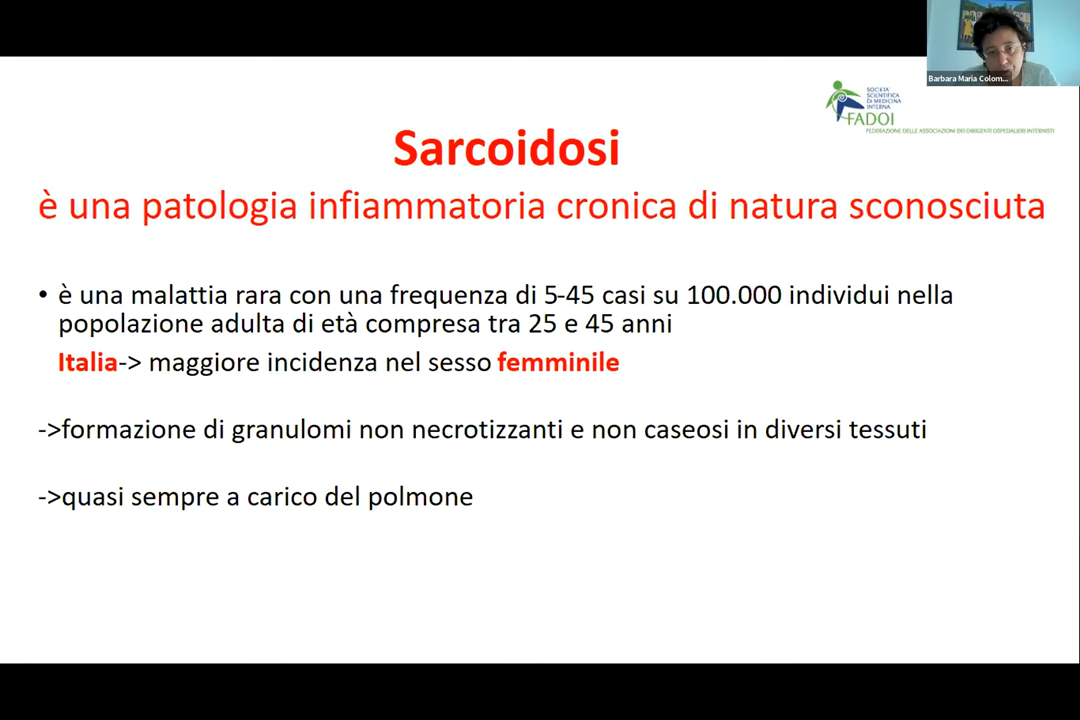 Barbara Maria Colom...
SOCIETÀ
SCIENTIFICA
DI MEDICINA
INTERNA
FADOI
FEDERAZIONE DELLE ASSOCIAZIONI DEI DIRIGENTI OSPEDALIERI INTERNISTI
Sarcoidosi
è una patologia infiammatoria cronica di natura sconosciuta
• è una malattia rara con una frequenza di 5-45 casi su 100.000 individui nella
popolazione adulta di età compresa tra 25 e 45 anni
Italia-> maggiore incidenza nel sesso femminile
->formazione di granulomi non necrotizzanti e non caseosi in diversi tessuti
->quasi sempre a carico del polmone